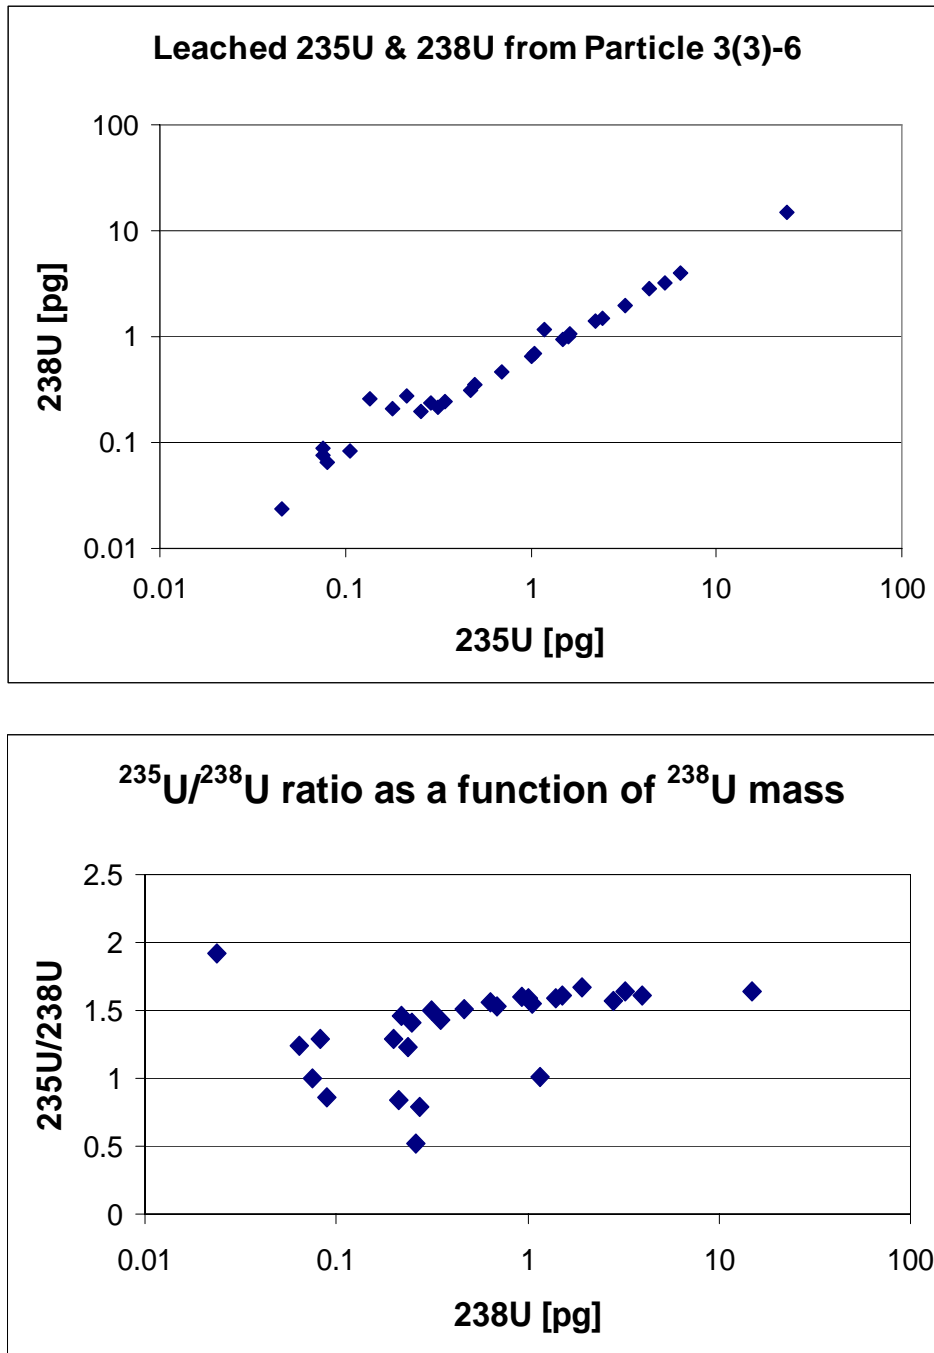 Leached 235U & 238U from Particle 3(3)-6
100
10
1
0.1
0.01
238U [pg]
0.01 0.1 1 10 100
235U [pg]
²³⁵U/²³⁸U ratio as a function of ²³⁸U mass
2.5
2
1.5
1
0.5
0
235U/238U
0.01 0.1 1 10 100
238U [pg]